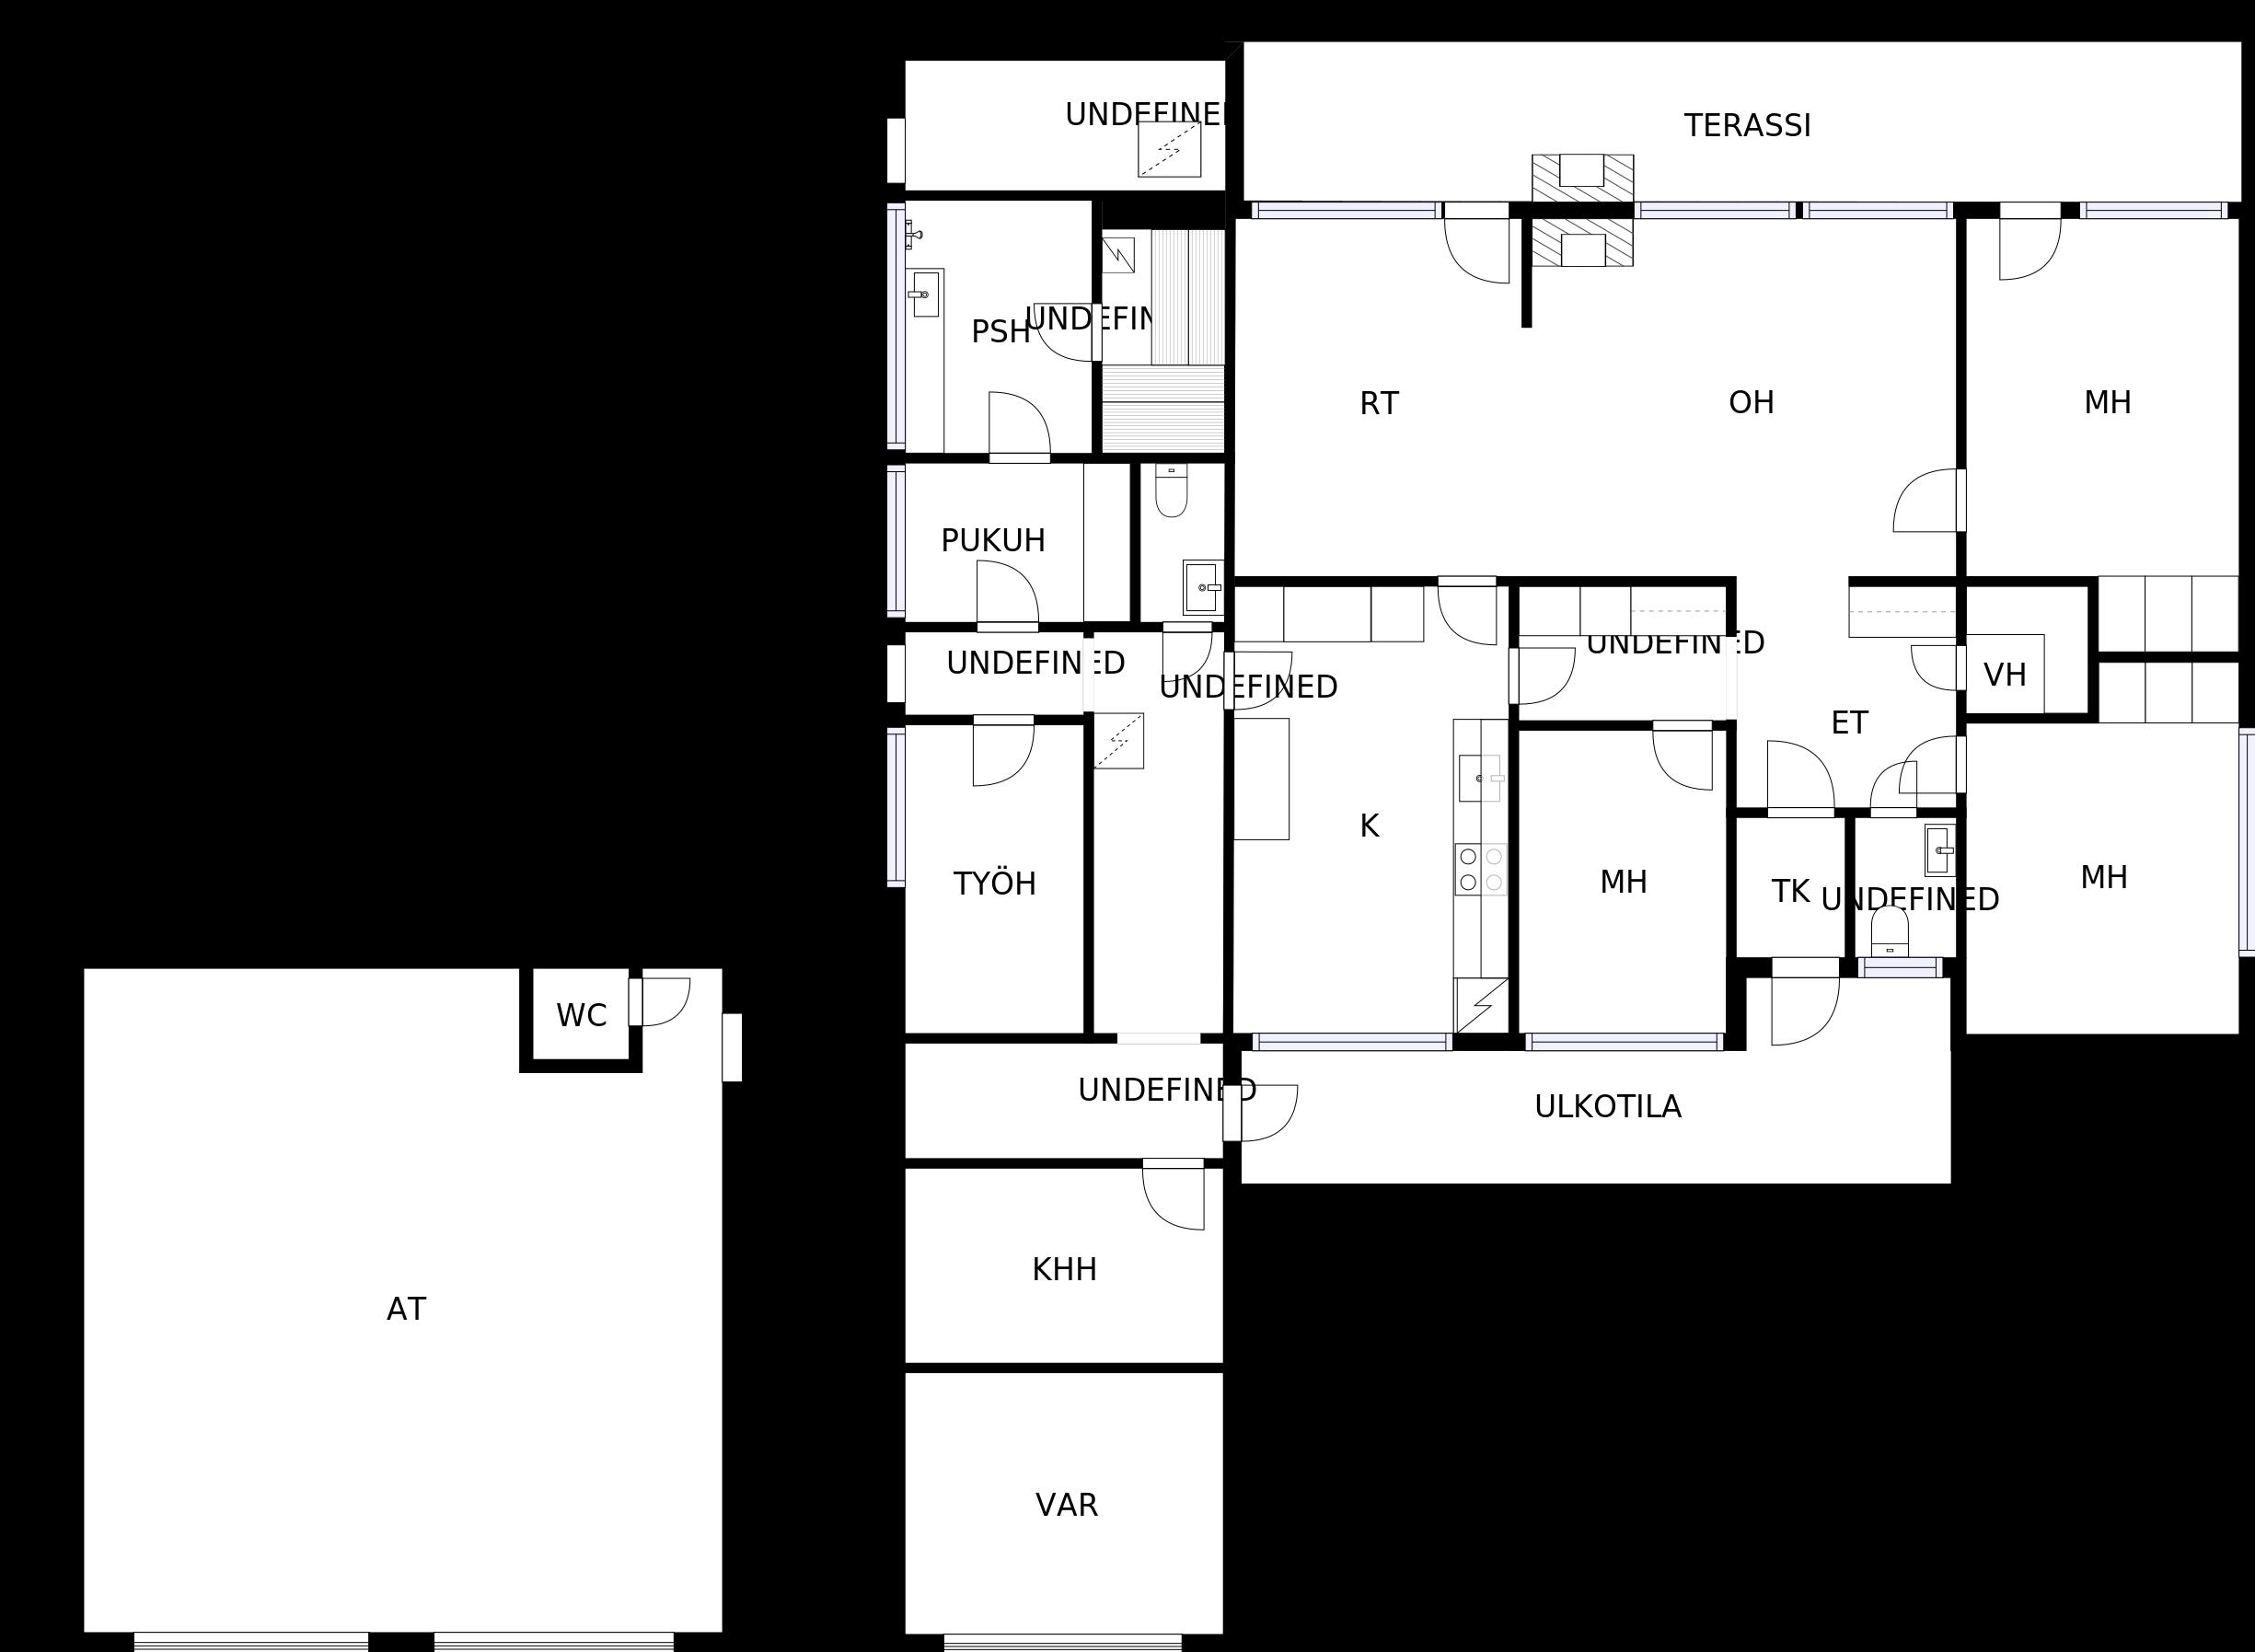 UNDEFINED
TERASSI
PSH
UNDEFIN
RT
OH
MH
PUKUH
UNDEFINED
UNDEFINED
UNDEFINED
VH
ET
K
TYÖH
MH
TK
UNDEFINED
MH
WC
UNDEFINED
ULKOTILA
KHH
AT
VAR